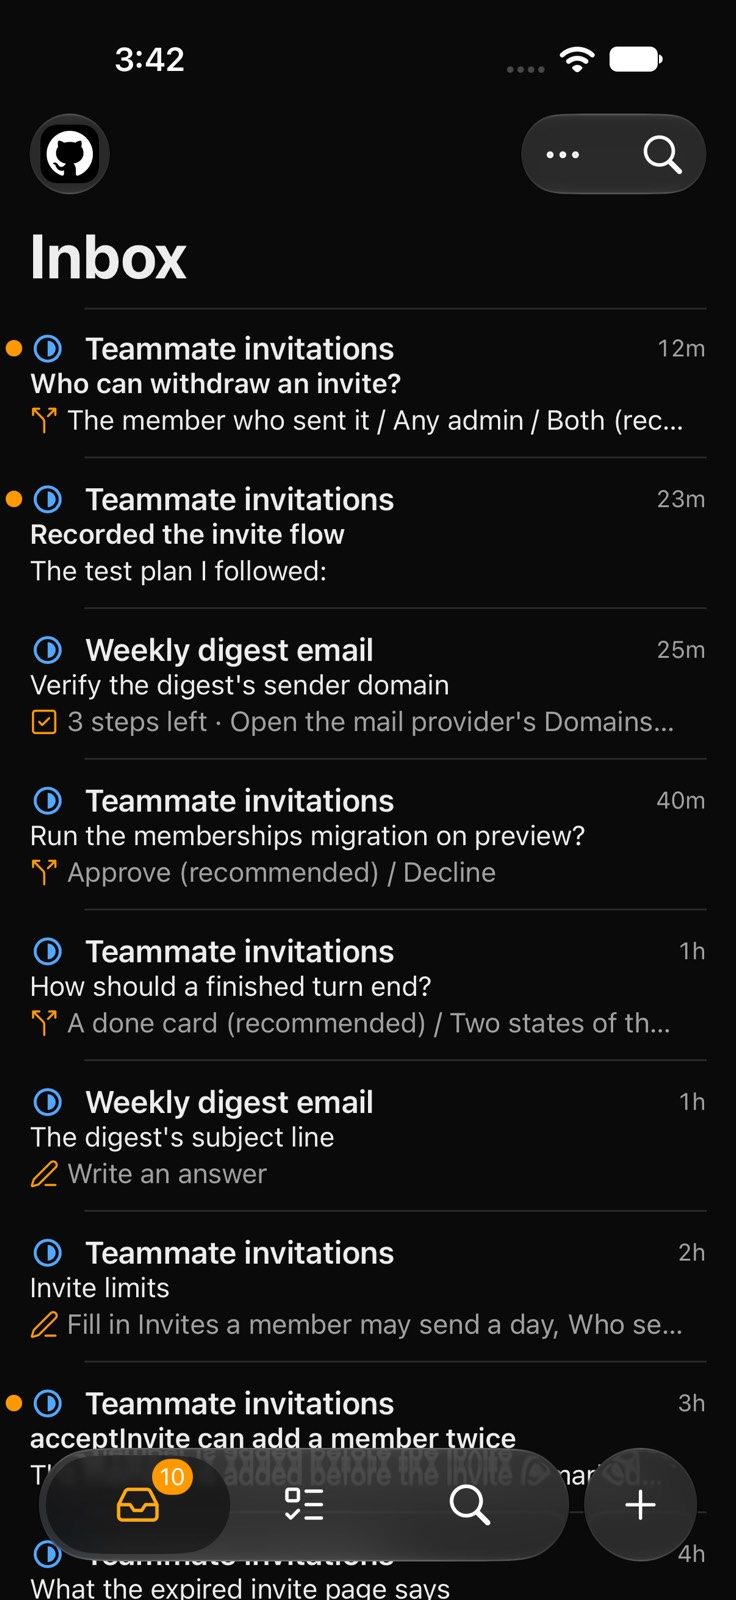 3:42
Inbox
Teammate invitations 12m
Who can withdraw an invite?
The member who sent it / Any admin / Both (rec...
Teammate invitations 23m
Recorded the invite flow
The test plan I followed:
Weekly digest email 25m
Verify the digest's sender domain
3 steps left · Open the mail provider's Domains...
Teammate invitations 40m
Run the memberships migration on preview?
Approve (recommended) / Decline
Teammate invitations 1h
How should a finished turn end?
A done card (recommended) / Two states of th...
Weekly digest email 1h
The digest's subject line
Write an answer
Teammate invitations 2h
Invite limits
Fill in Invites a member may send a day, Who se...
Teammate invitations 3h
acceptInvite can add a member twice
added before the invite
10
Teammate invitations 4h
What the expired invite page says